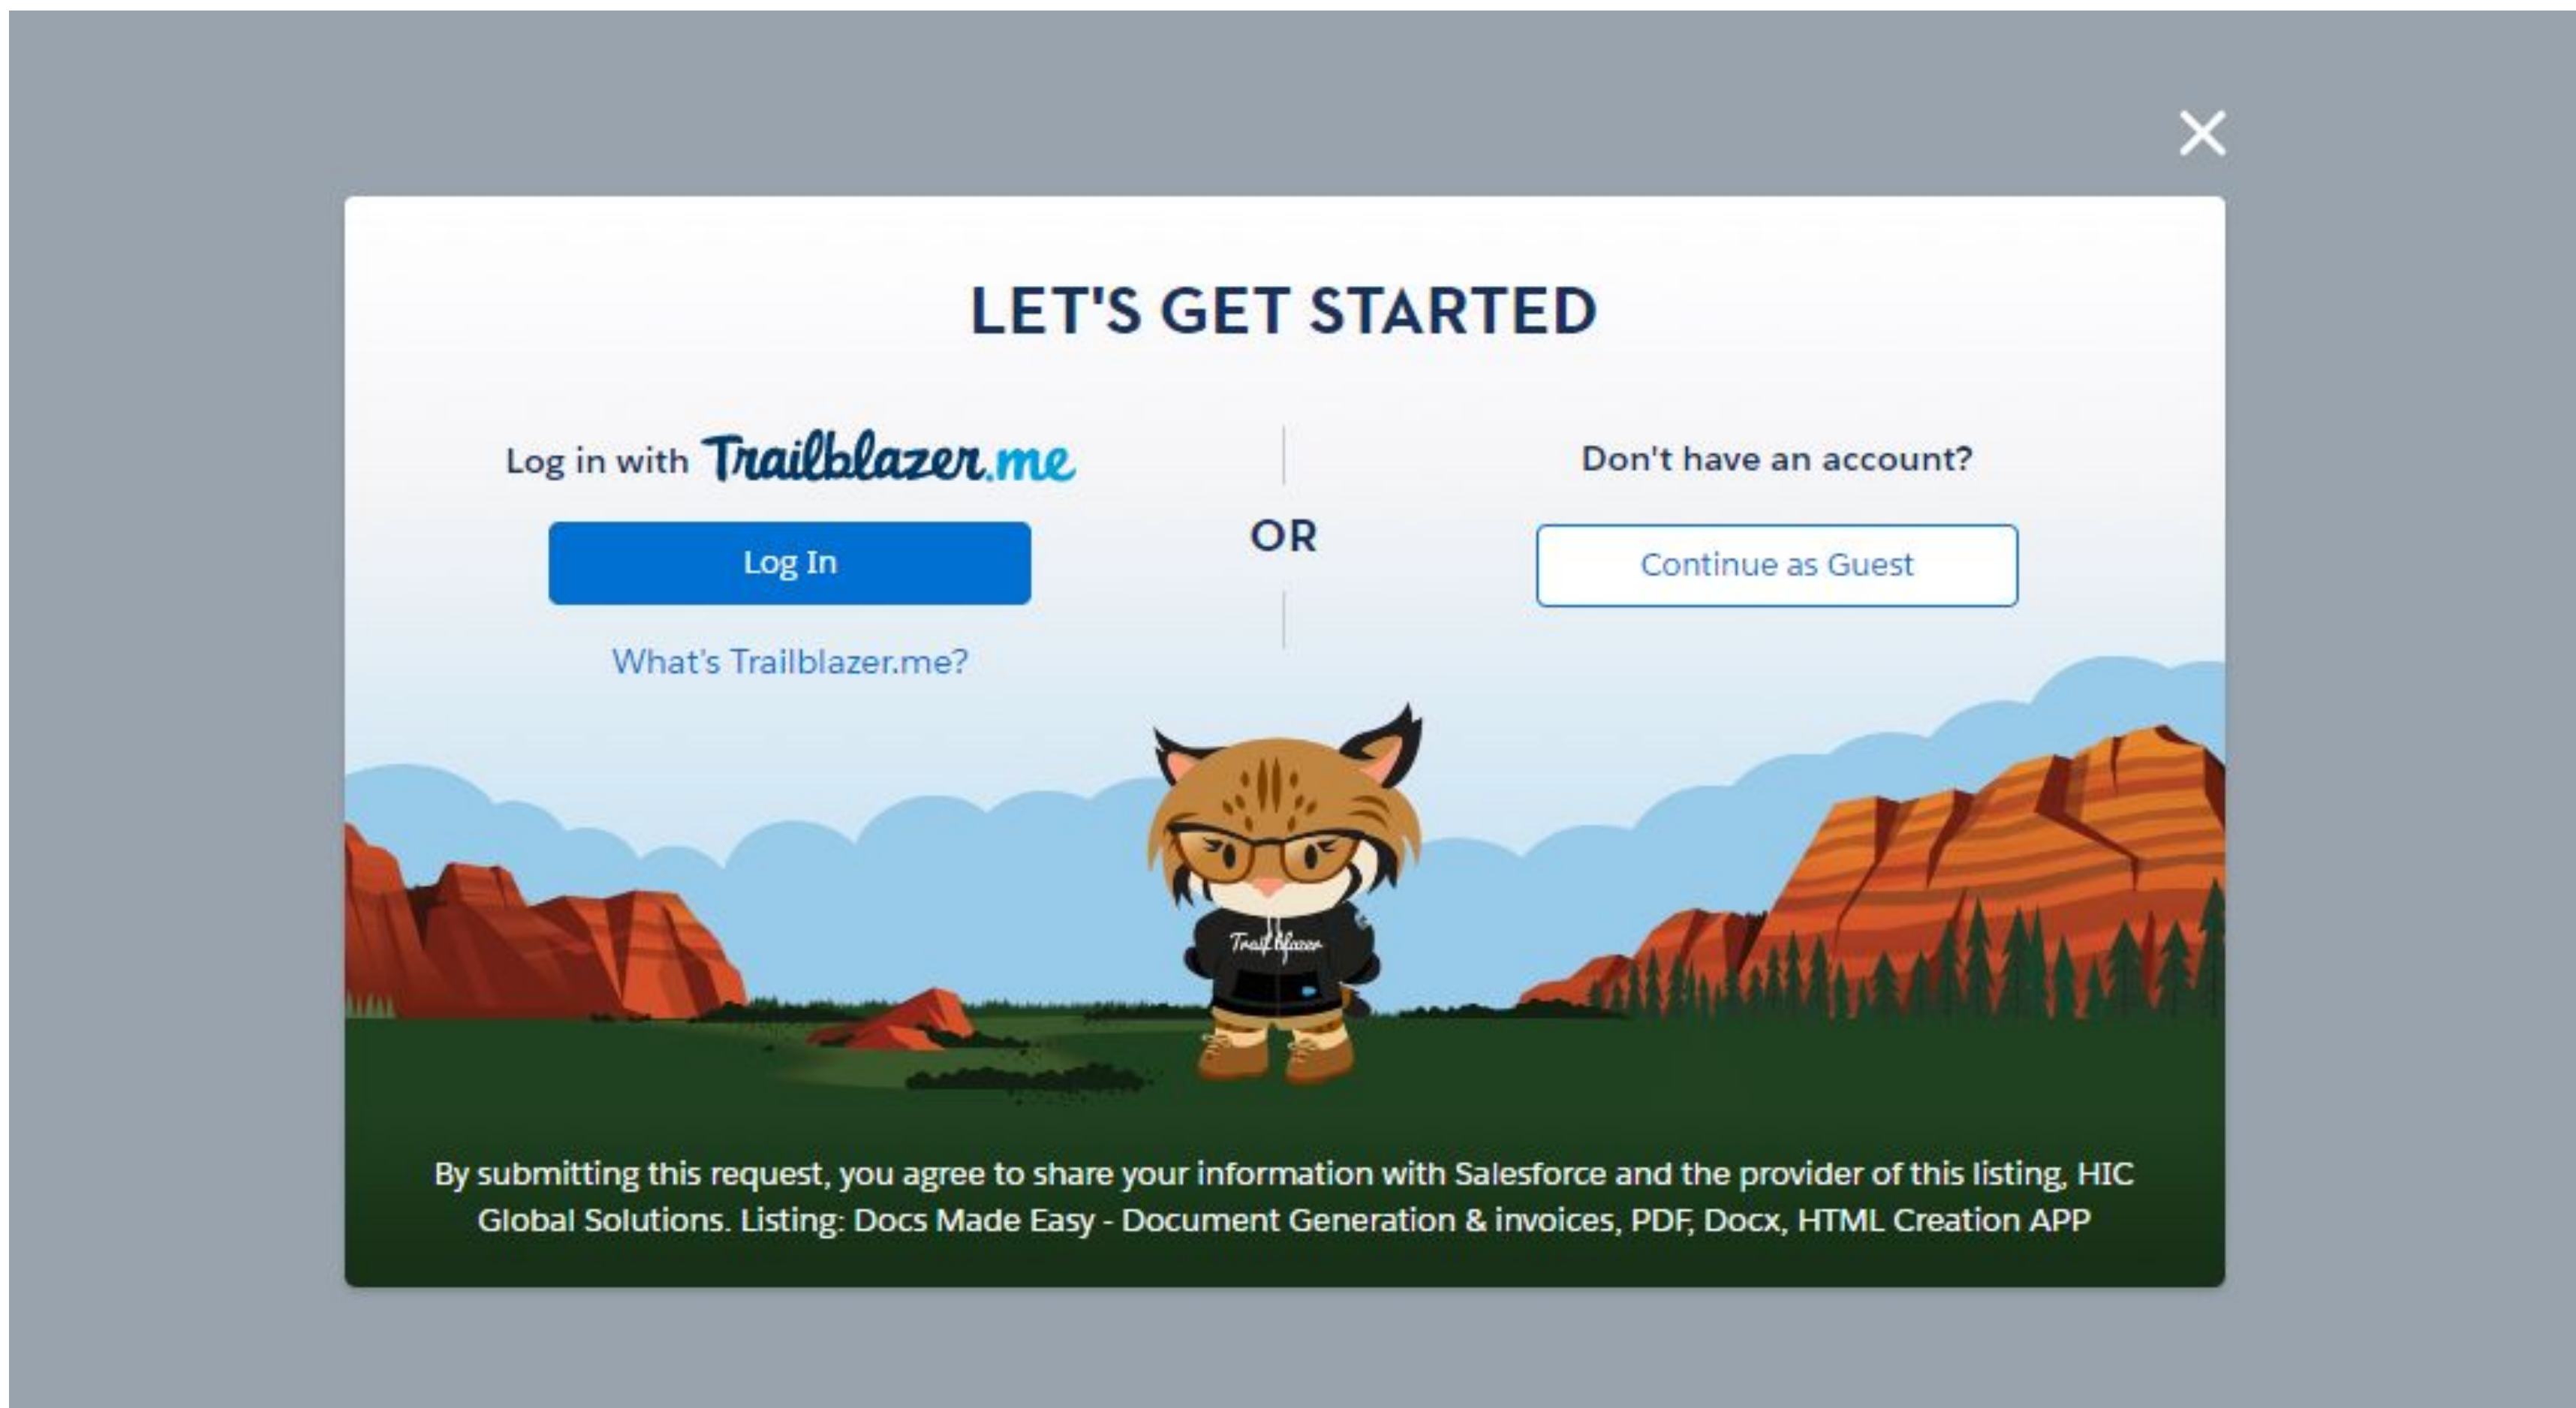 LET'S GET STARTED
Log in with Trailblazer.me
Log In
What's Trailblazer.me?
OR
Don't have an account?
Continue as Guest
Trailblazer
By submitting this request, you agree to share your information with Salesforce and the provider of this listing, HIC
Global Solutions. Listing: Docs Made Easy - Document Generation & invoices, PDF, Docx, HTML Creation APP